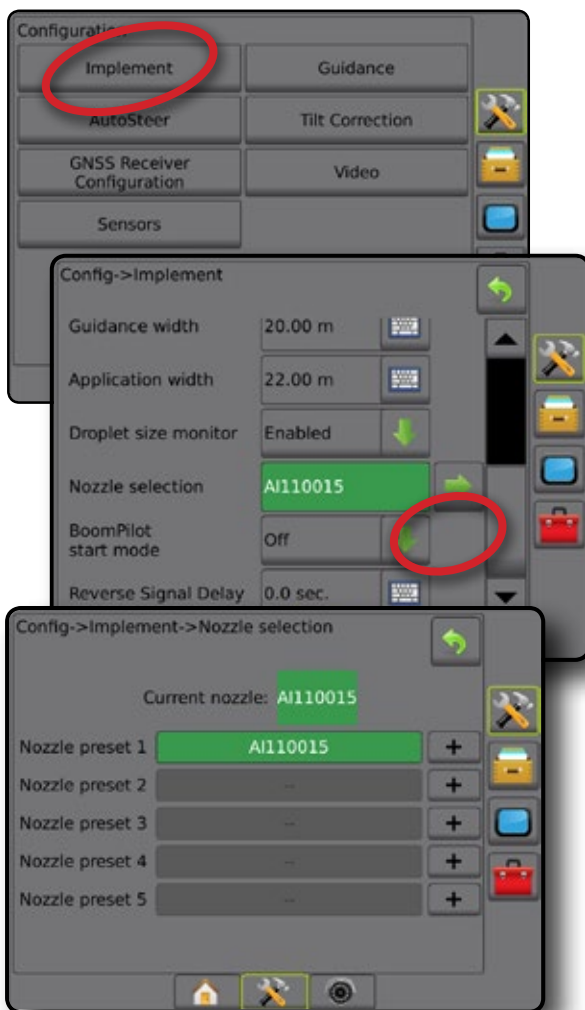 Configuration
Implement
Guidance
AutoSteer
Tilt Correction
GNSS Receiver
Configuration
Video
Sensors
Config->Implement
Guidance width
20.00 m
Application width
22.00 m
Droplet size monitor
Enabled
Nozzle selection
AI110015
BoomPilot
start mode
Off
Reverse Signal Delay
0.0 sec.
Config->Implement->Nozzle selection
Current nozzle: AI110015
Nozzle preset 1 AI110015 +
Nozzle preset 2 -- +
Nozzle preset 3 -- +
Nozzle preset 4 -- +
Nozzle preset 5 -- +